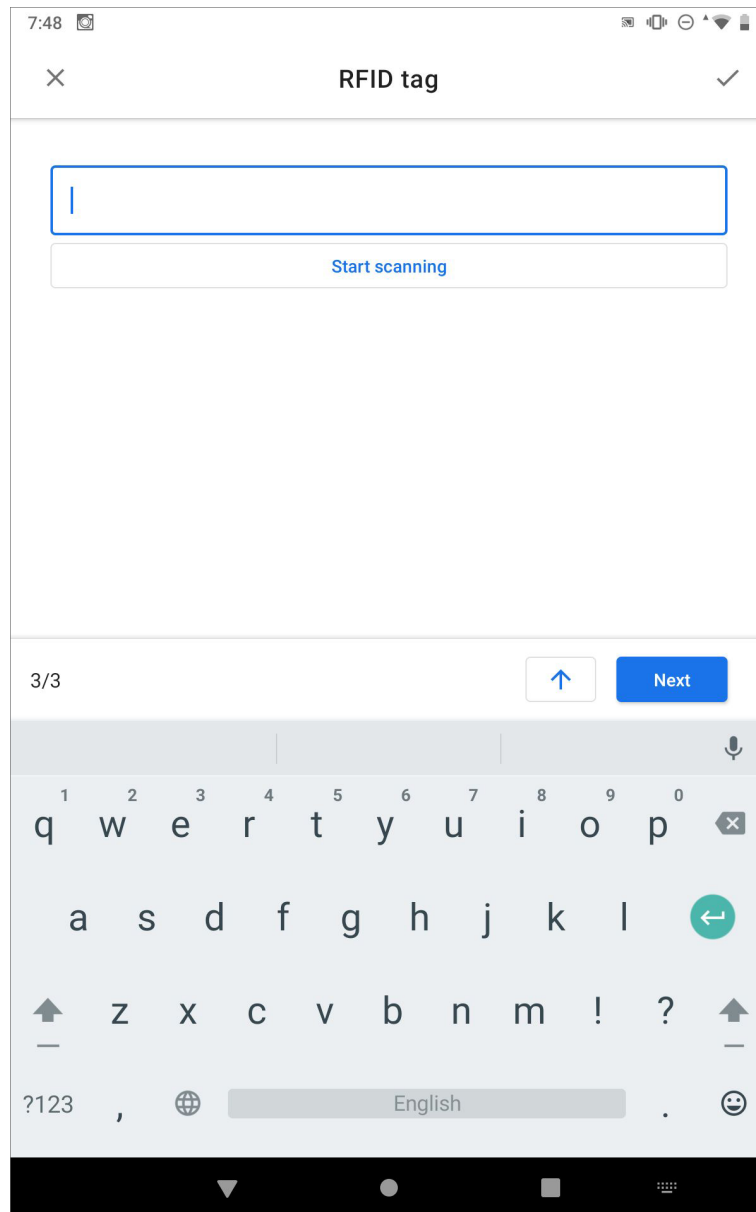 7:48
RFID tag
Start scanning
3/3
Next
1 2 3 4 5 6 7 8 9 0
q w e r t y u i o p
a s d f g h j k l
z x c v b n m ! ?
?123 , English .